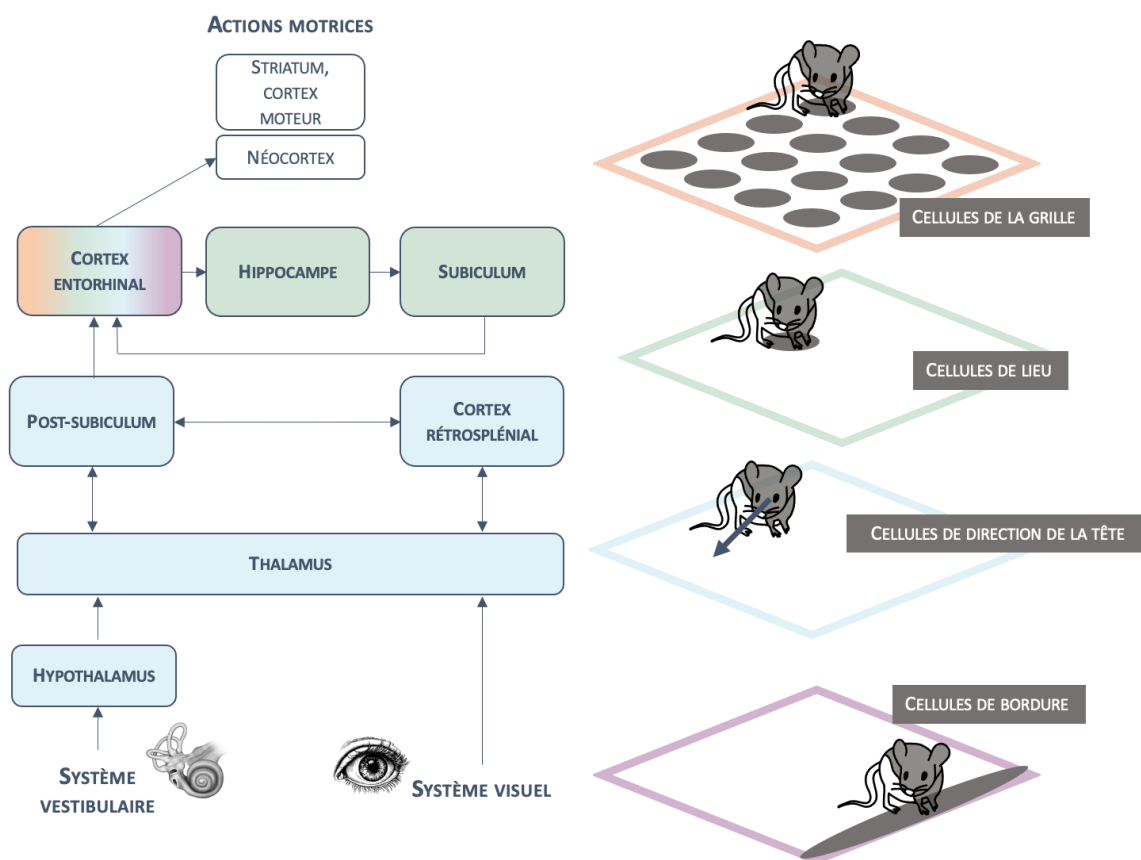 ACTIONS MOTRICES
STRIATUM,
CORTEX
MOTEUR
NÉOCORTEX
CORTEX
ENTORHINAL
HIPPOCAMPE
SUBICULUM
POST-SUBICULUM
CORTEX
RÉTROSPLÉNIAL
THALAMUS
HYPOTHALAMUS
SYSTÈME
VESTIBULAIRE
SYSTÈME VISUEL
CELLULES DE LA GRILLE
CELLULES DE LIEU
CELLULES DE DIRECTION DE LA TÊTE
CELLULES DE BORDURE